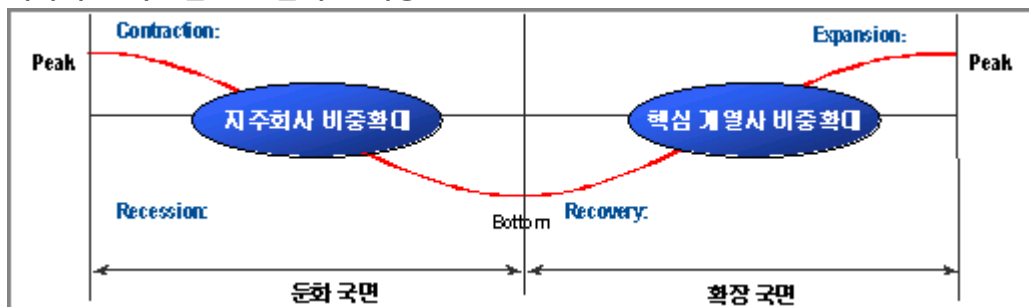 Contraction:
Expansion:
Peak
Peak
지주회사 비중확대
핵심 계열사 비중확대
Recession:
Recovery:
Bottom
둔화 국면
확장 국면